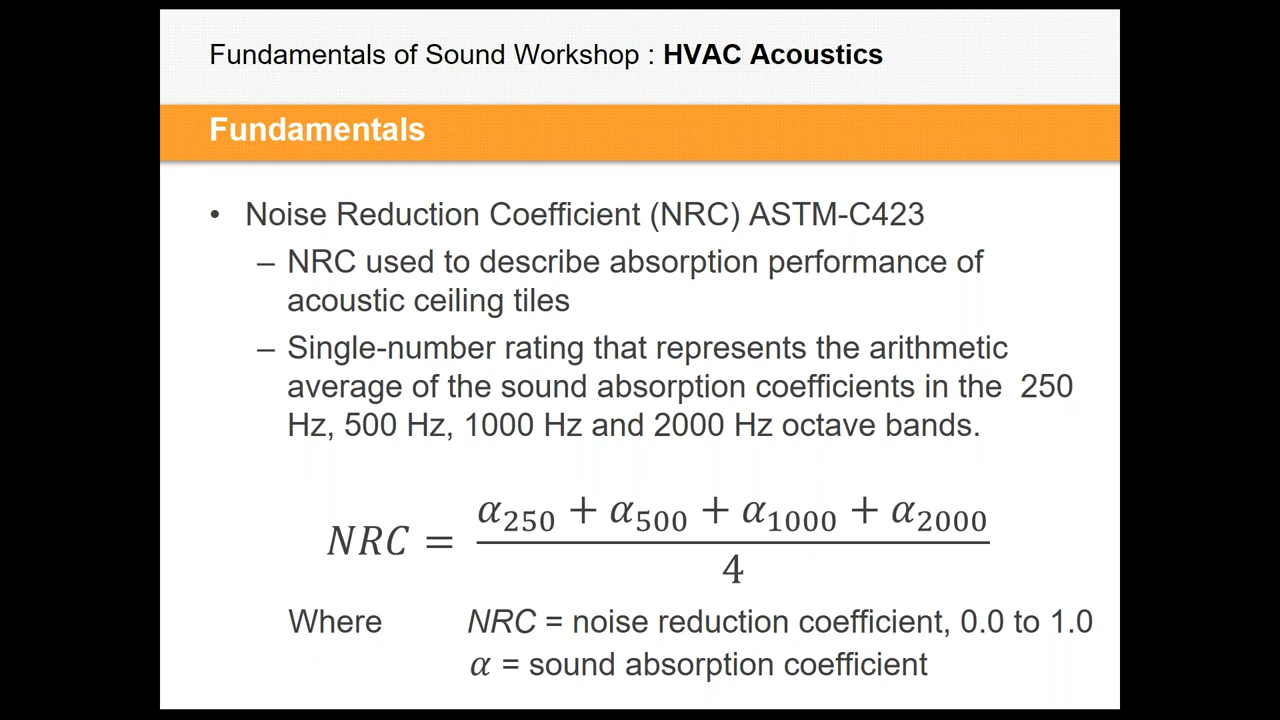 Fundamentals of Sound Workshop : HVAC Acoustics
Fundamentals
• Noise Reduction Coefficient (NRC) ASTM-C423
– NRC used to describe absorption performance of
acoustic ceiling tiles
– Single-number rating that represents the arithmetic
average of the sound absorption coefficients in the  250
Hz, 500 Hz, 1000 Hz and 2000 Hz octave bands.
NRC = (α₂₅₀ + α₅₀₀ + α₁₀₀₀ + α₂₀₀₀) / 4
Where NRC = noise reduction coefficient, 0.0 to 1.0
α = sound absorption coefficient